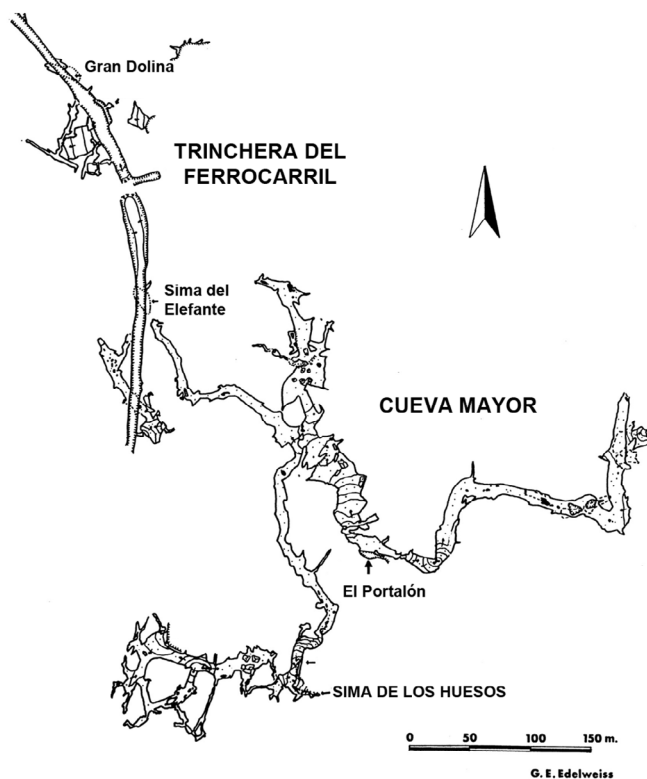 Gran Dolina
TRINCHERA DEL
FERROCARRIL
Sima del
Elefante
CUEVA MAYOR
El Portalón
SIMA DE LOS HUESOS
0 50 100 150 m.
G. E. Edelweiss